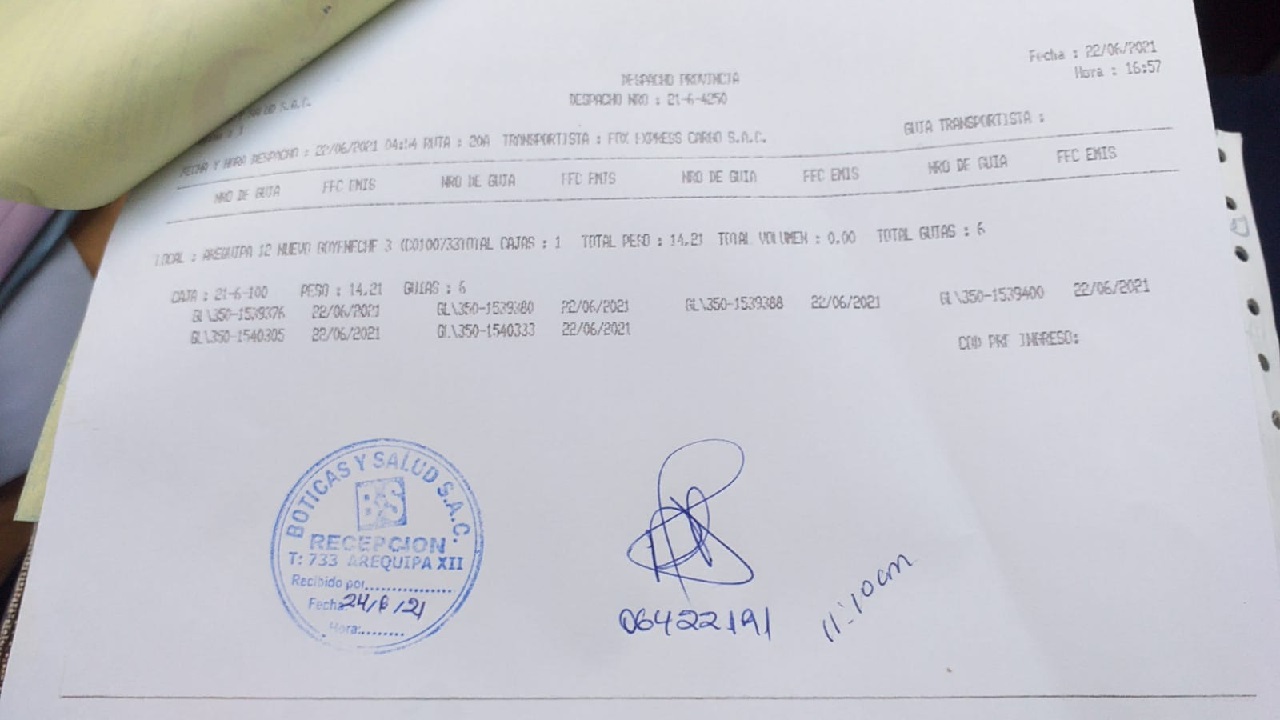 Fecha : 22/06/2021
Hora : 16:57
DESPACHO PROVINCIA
DESPACHO NRO : 21-6-4250
S.A.C.
FECHA Y HORA DESPACHO : 22/06/2021 04:54 RUTA : 20A TRANSPORTISTA : FOX EXPRESS CARGO S.A.C. GUIA TRANSPORTISTA :
NRO DE GUIA FEC EMIS NRO DE GUIA FEC EMIS NRO DE GUIA FEC EMIS NRO DE GUIA FEC EMIS
LOCAL : AREQUIPA 12 NUEVO 3 TOTAL CAJAS : 1 TOTAL PESO : 14.21 TOTAL VOLUMEN : 0.00 TOTAL GUIAS : 6
CAJA : 21-6-100 PESO : 14.21 GUIAS : 6
GL\350-1539376 22/06/2021 GL\350-1539380 22/06/2021 GL\350-1539388 22/06/2021 GL\350-1539400 22/06/2021
GL\350-1540305 22/06/2021 GL\350-1540333 22/06/2021
COD PRE INGRESO:
BOTICAS Y SALUD S.A.C.
BS
RECEPCION
T: 733 AREQUIPA XII
Recibido por
Fecha 24/6/21
Hora:
06422191
11:10am